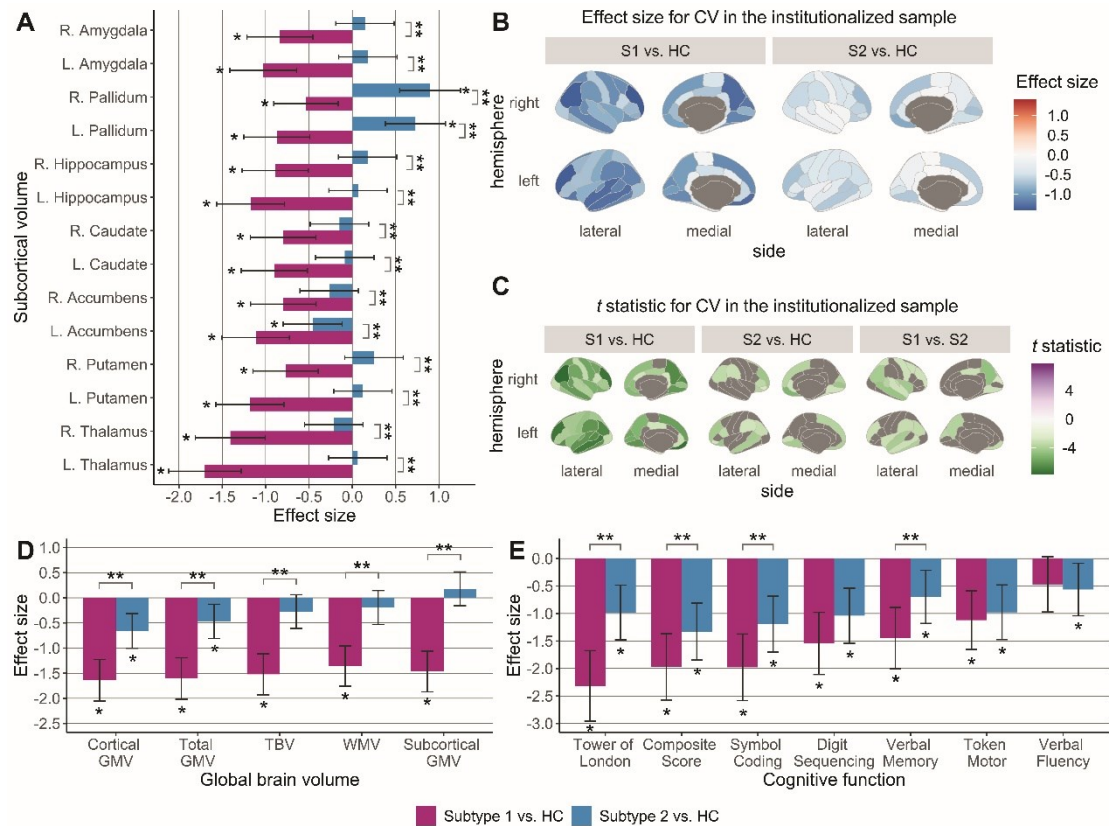 A
R. Amygdala
L. Amygdala
R. Pallidum
L. Pallidum
R. Hippocampus
L. Hippocampus
R. Caudate
L. Caudate
R. Accumbens
L. Accumbens
R. Putamen
L. Putamen
R. Thalamus
L. Thalamus
Subcortical volume
* **
* **
* * **
* * **
* **
* **
* **
* **
* **
* * **
* **
* **
* **
* **
-2.0 -1.5 -1.0 -0.5 0.0 0.5 1.0
Effect size
B
Effect size for CV in the institutionalized sample
S1 vs. HC S2 vs. HC
right
left
hemisphere
lateral medial lateral medial
side
Effect size
1.0
0.5
0.0
-0.5
-1.0
C
t statistic for CV in the institutionalized sample
S1 vs. HC S2 vs. HC S1 vs. S2
right
left
hemisphere
lateral medial lateral medial lateral medial
side
t statistic
8
4
0
-4
D
1.0
0.5
0.0
-0.5
-1.0
-1.5
-2.0
-2.5
Effect size
** ** ** ** **
* * * * * * *
Cortical GMV
Total GMV
TBV
WMV
Subcortical GMV
Global brain volume
E
0.0
-0.5
-1.0
-1.5
-2.0
-2.5
-3.0
Effect size
** ** ** **
* * * * * * * * * * * * *
Tower of London
Composite Score
Symbol Coding
Digit Sequencing
Verbal Memory
Token Motor
Verbal Fluency
Cognitive function
Subtype 1 vs. HC Subtype 2 vs. HC